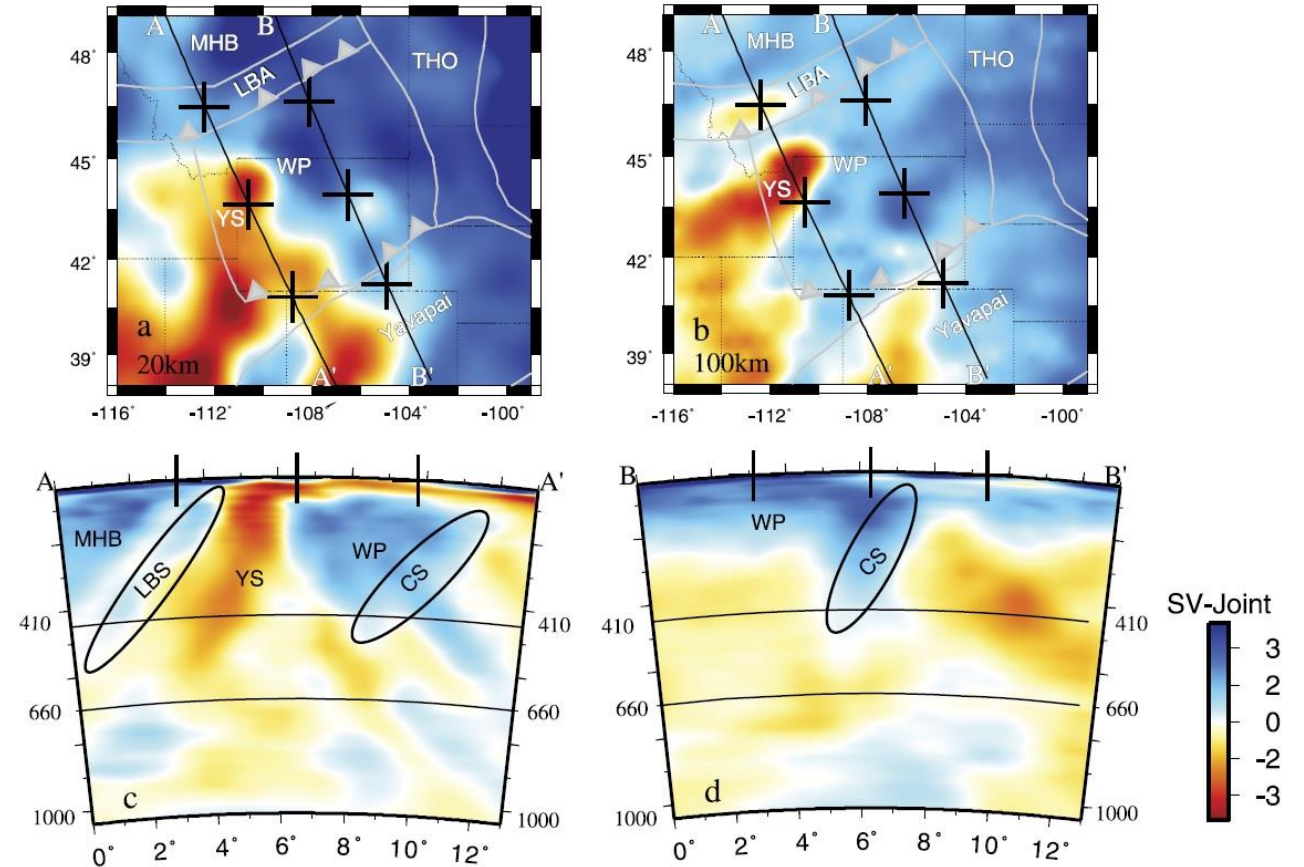 A
B
MHB
THO
LBA
WP
YS
Yavapai
a
20km
A'
B'
48°
45°
42°
39°
-116°
-112°
-108°
-104°
-100°
A
B
MHB
THO
LBA
WP
YS
Yavapai
b
100km
A'
B'
48°
45°
42°
39°
-116°
-112°
-108°
-104°
-100°
A
A'
MHB
LBS
YS
WP
CS
410
410
660
660
1000
1000
c
0°
2°
4°
6°
8°
10°
12°
B
B'
WP
CS
410
410
660
660
1000
1000
d
0°
2°
4°
6°
8°
10°
12°
SV-Joint
3
2
0
-2
-3